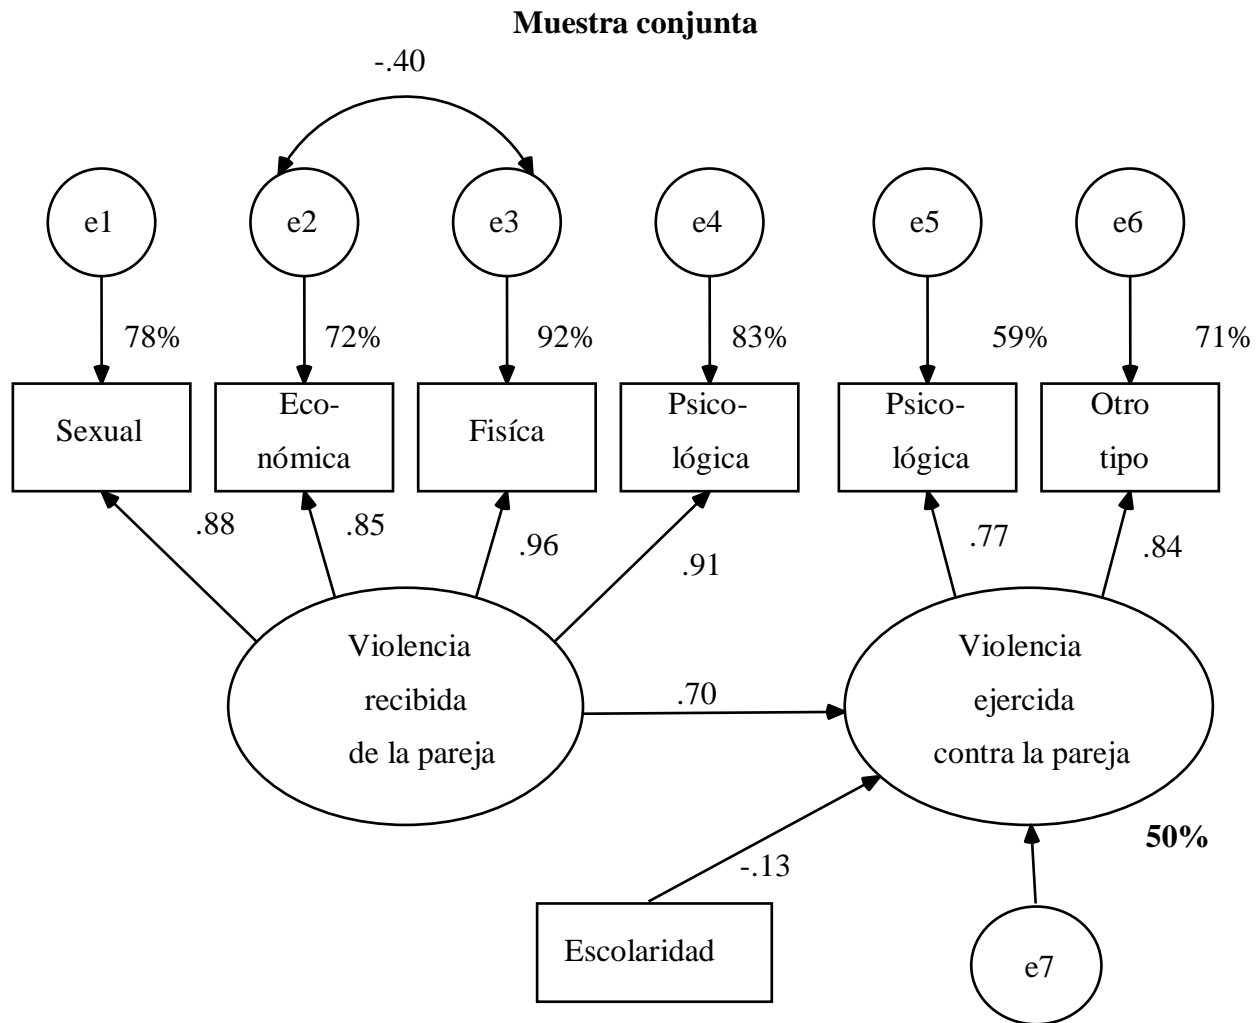 Muestra conjunta
-.40
e1
e2
e3
e4
e5
e6
78%
72%
92%
83%
59%
71%
Sexual
Eco-
nómica
Fisíca
Psico-
lógica
Psico-
lógica
Otro
tipo
.88
.85
.96
.91
.77
.84
Violencia
recibida
de la pareja
.70
Violencia
ejercida
contra la pareja
50%
-.13
Escolaridad
e7